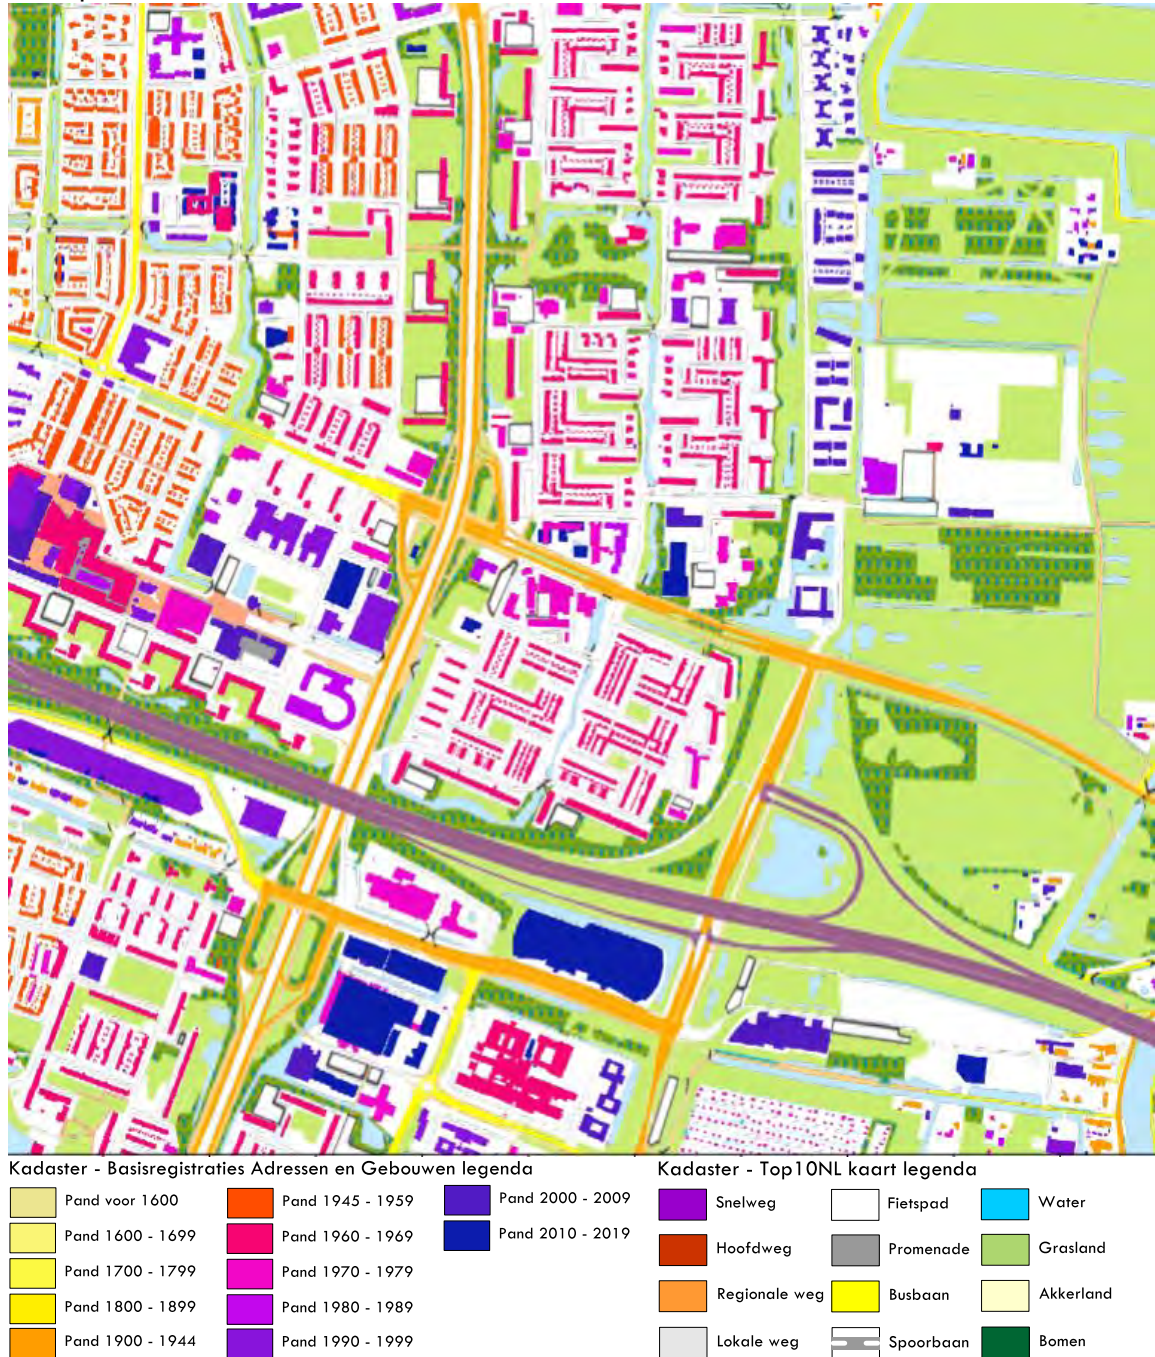 Kadaster - Basisregistraties Adressen en Gebouwen legenda
Pand voor 1600
Pand 1600 - 1699
Pand 1700 - 1799
Pand 1800 - 1899
Pand 1900 - 1944
Pand 1945 - 1959
Pand 1960 - 1969
Pand 1970 - 1979
Pand 1980 - 1989
Pand 1990 - 1999
Pand 2000 - 2009
Pand 2010 - 2019
Kadaster - Top10NL kaart legenda
Snelweg
Hoofdweg
Regionale weg
Lokale weg
Fietspad
Promenade
Busbaan
Spoorbaan
Water
Grasland
Akkerland
Bomen